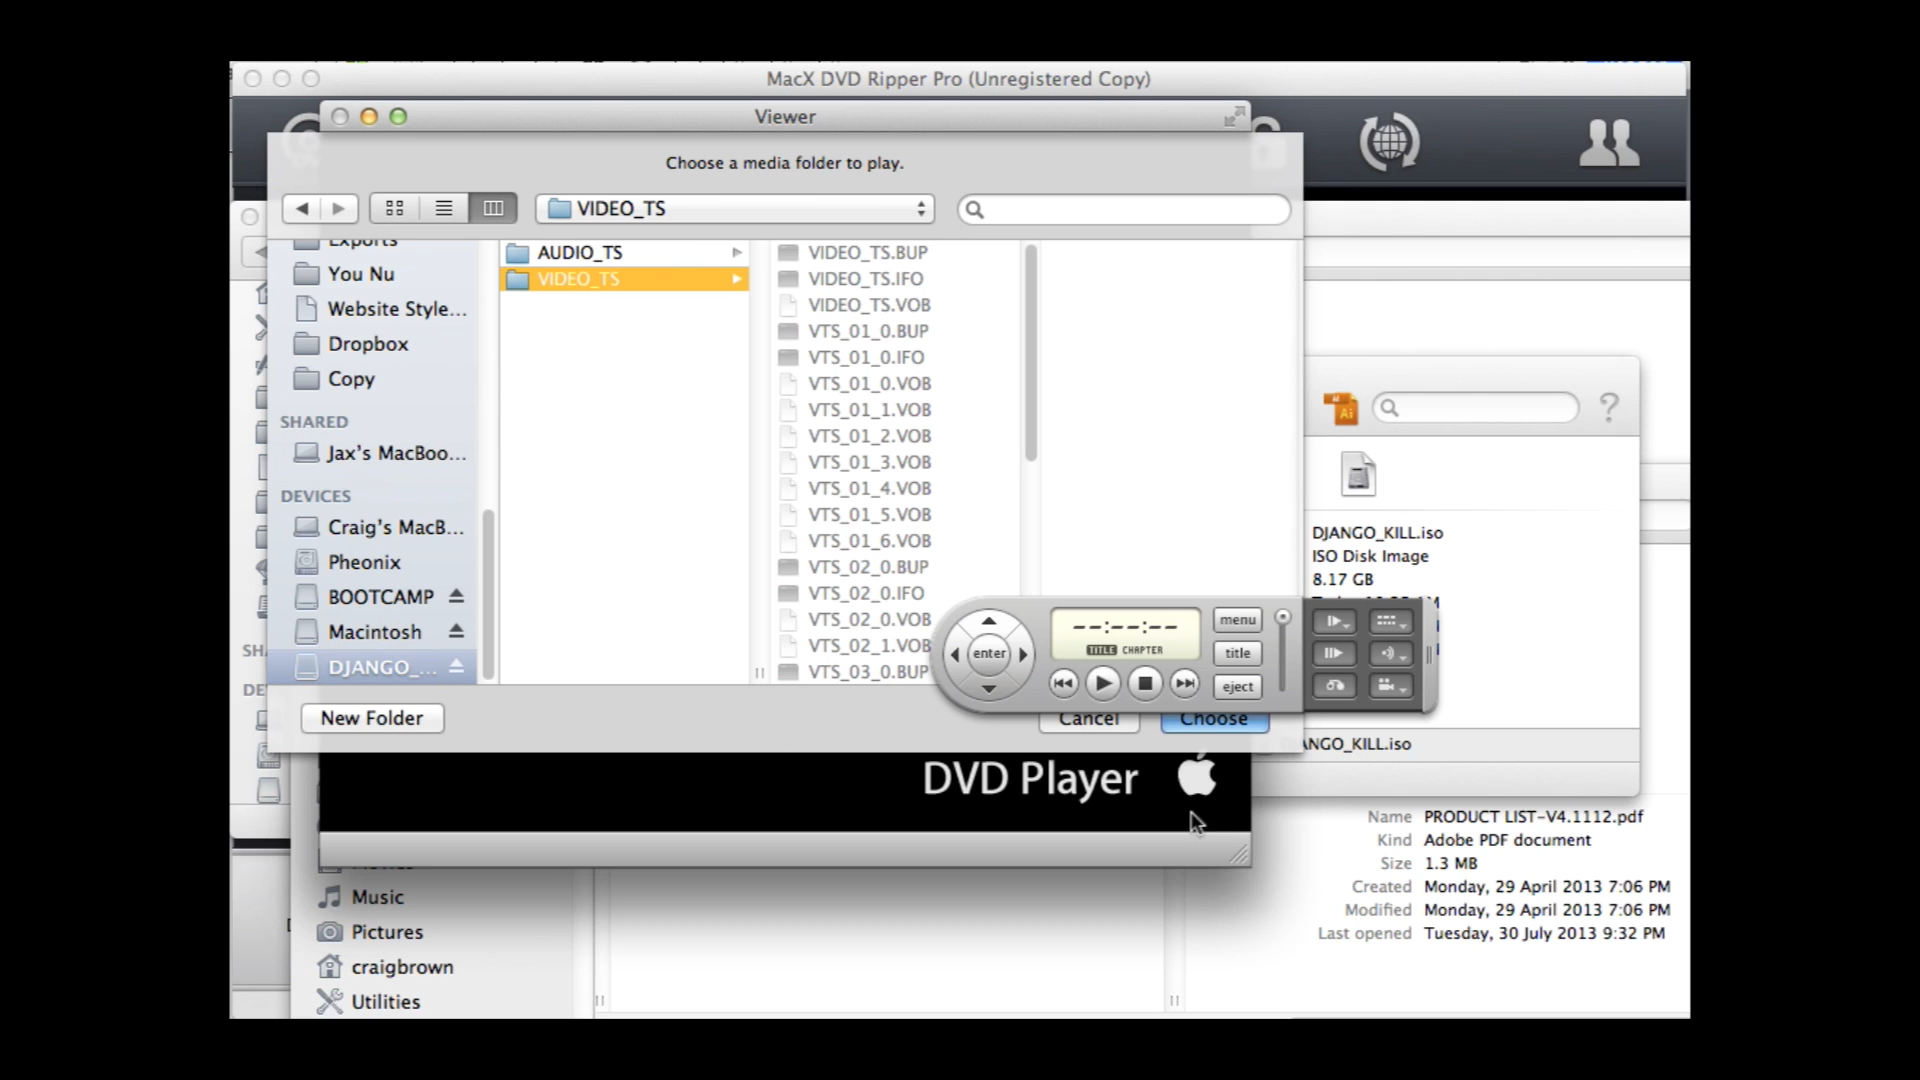 MacX DVD Ripper Pro (Unregistered Copy)
Viewer
Choose a media folder to play.
VIDEO_TS
Exports
You Nu
Website Style...
Dropbox
Copy
SHARED
Jax's MacBoo...
DEVICES
Craig's MacB...
Pheonix
BOOTCAMP
Macintosh
DJANGO_...
AUDIO_TS
VIDEO_TS
VIDEO_TS.BUP
VIDEO_TS.IFO
VIDEO_TS.VOB
VTS_01_0.BUP
VTS_01_0.IFO
VTS_01_0.VOB
VTS_01_1.VOB
VTS_01_2.VOB
VTS_01_3.VOB
VTS_01_4.VOB
VTS_01_5.VOB
VTS_01_6.VOB
VTS_02_0.BUP
VTS_02_0.IFO
VTS_02_0.VOB
VTS_02_1.VOB
VTS_03_0.BUP
New Folder
Cancel
Choose
enter
--:--:--
TITLE CHAPTER
menu
title
eject
Ai
DJANGO_KILL.iso
ISO Disk Image
8.17 GB
ANGO_KILL.iso
DVD Player
SH
DE
Music
Pictures
craigbrown
Utilities
Name PRODUCT LIST-V4.1112.pdf
Kind Adobe PDF document
Size 1.3 MB
Created Monday, 29 April 2013 7:06 PM
Modified Monday, 29 April 2013 7:06 PM
Last opened Tuesday, 30 July 2013 9:32 PM